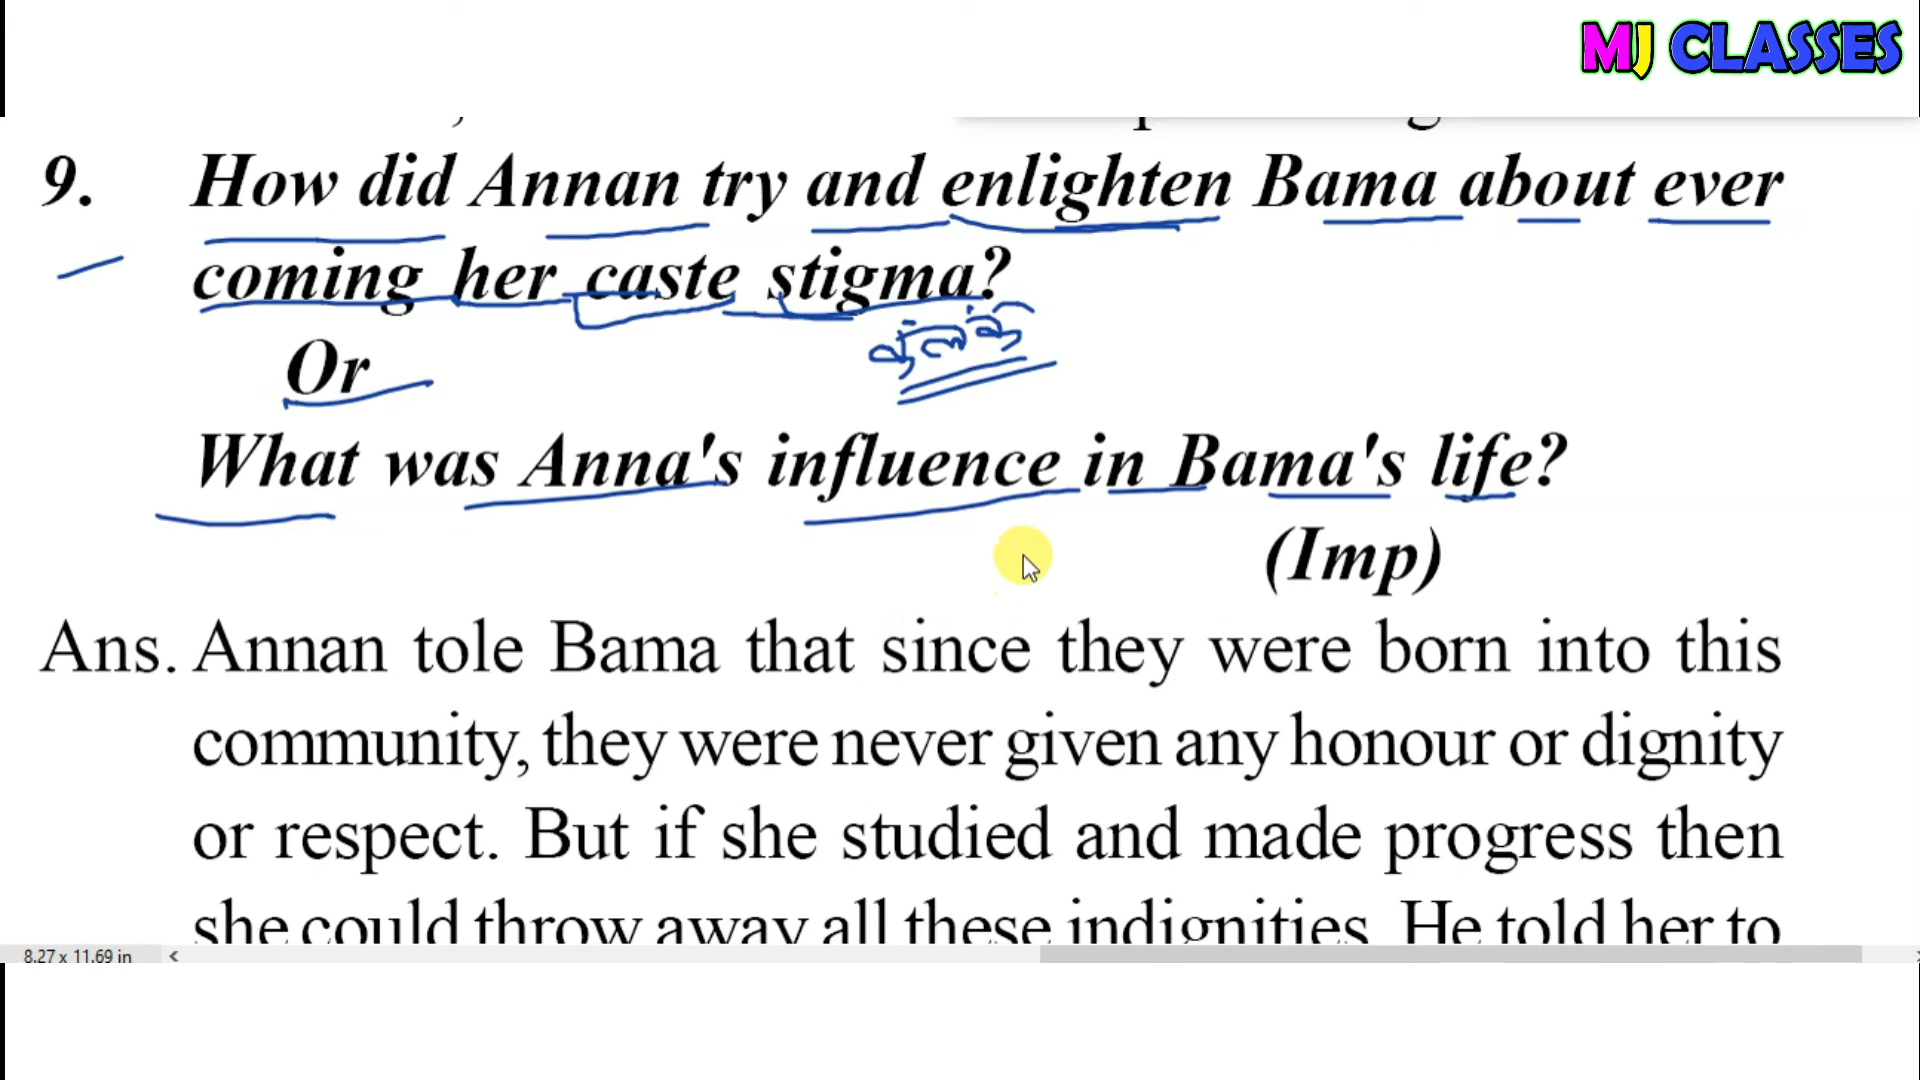 MJ CLASSES
9. How did Annan try and enlighten Bama about ever
coming her caste stigma?
Or
What was Anna's influence in Bama's life?
(Imp)
Ans. Annan tole Bama that since they were born into this
community, they were never given any honour or dignity
or respect. But if she studied and made progress then
she could throw away all these indignities. He told her to
8.27 x 11.69 in